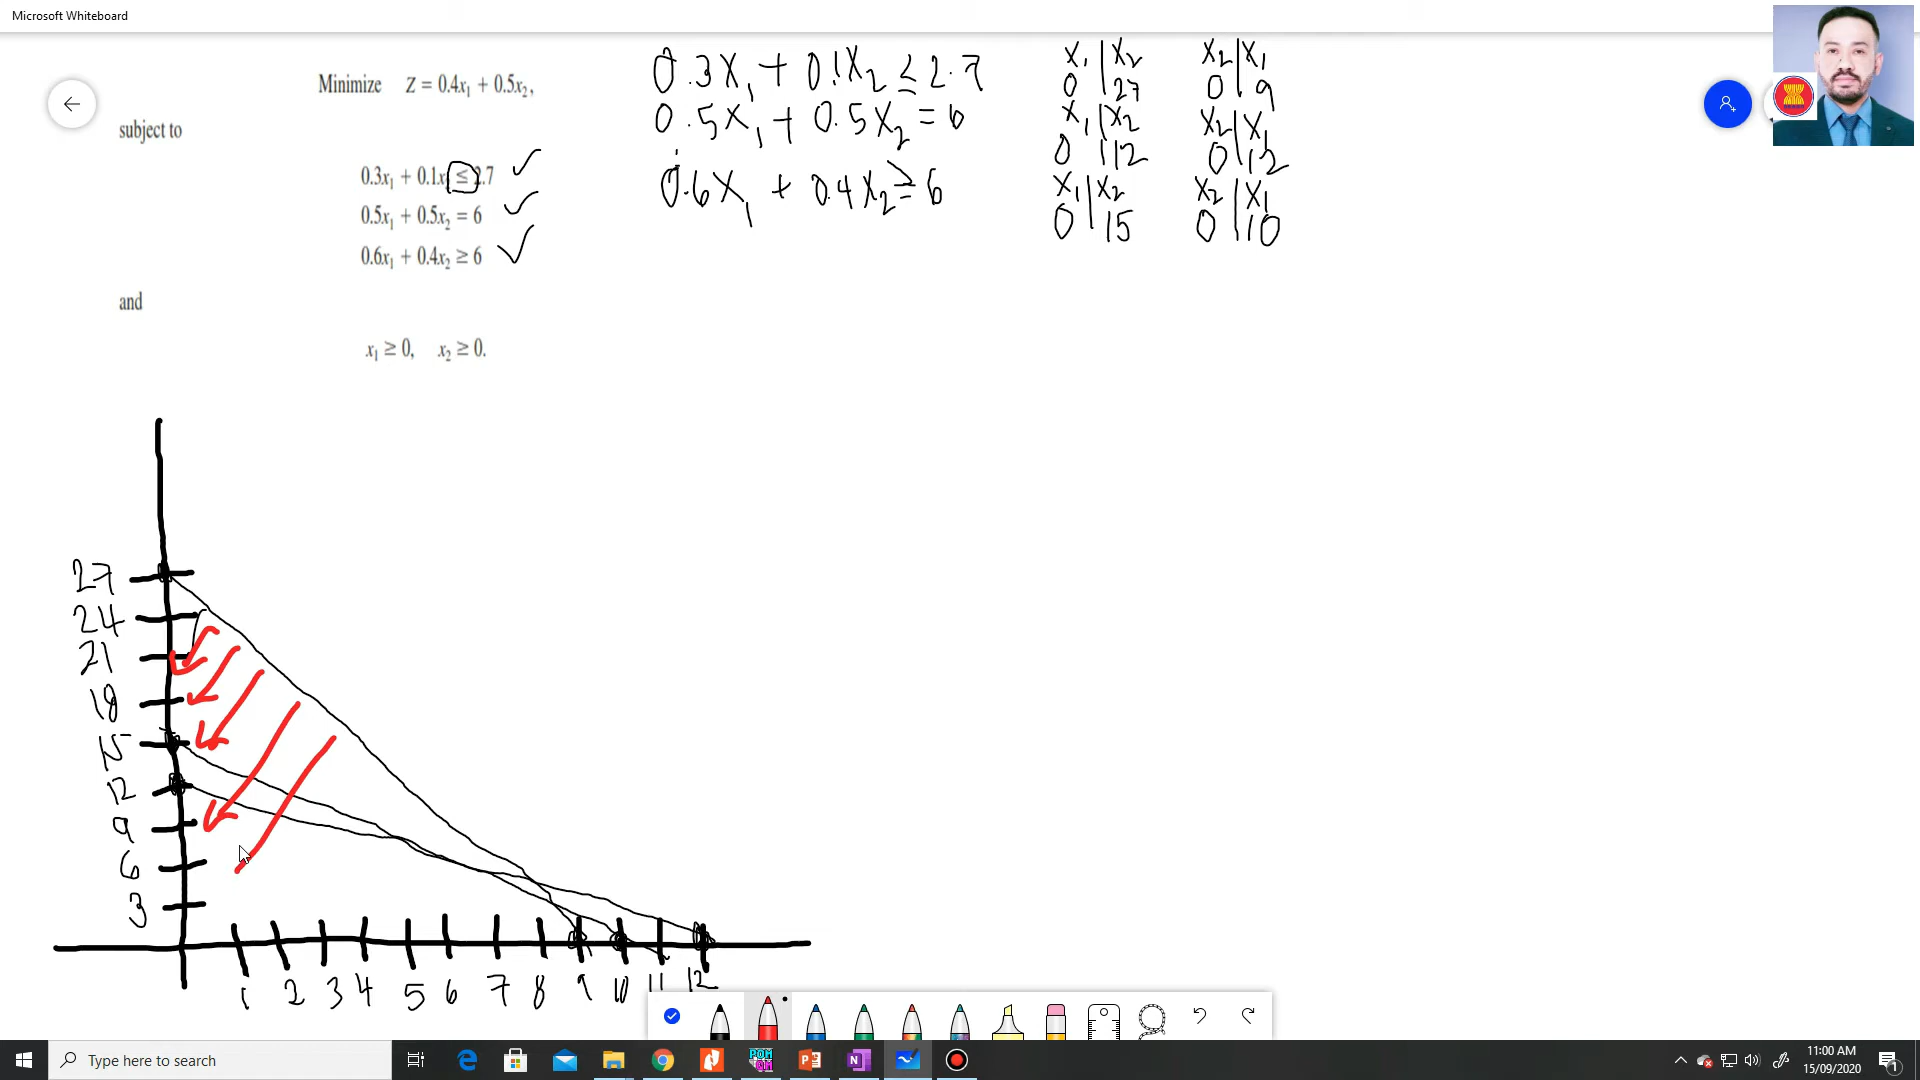 Microsoft Whiteboard
Minimize Z = 0.4x₁ + 0.5x₂,
subject to
0.3x₁ + 0.1x ≤ 2.7
0.5x₁ + 0.5x₂ = 6
0.6x₁ + 0.4x₂ ≥ 6
and
x₁ ≥ 0, x₂ ≥ 0.
0.3X₁ + 0.1X₂ ≤ 2.7
0.5X₁ + 0.5X₂ = 6
0.6X₁ + 0.4X₂ ≥ 6
X₁ | X₂
0 | 27
X₁ | X₂
0 | 12
X₁ | X₂
0 | 15
X₂ | X₁
0 | 9
X₂ | X₁
0 | 12
X₂ | X₁
0 | 10
27
24
21
18
15
12
9
6
3
1 2 3 4 5 6 7 8 9 10 11 12
Type here to search
POM
QM
11:00 AM
15/09/2020
1